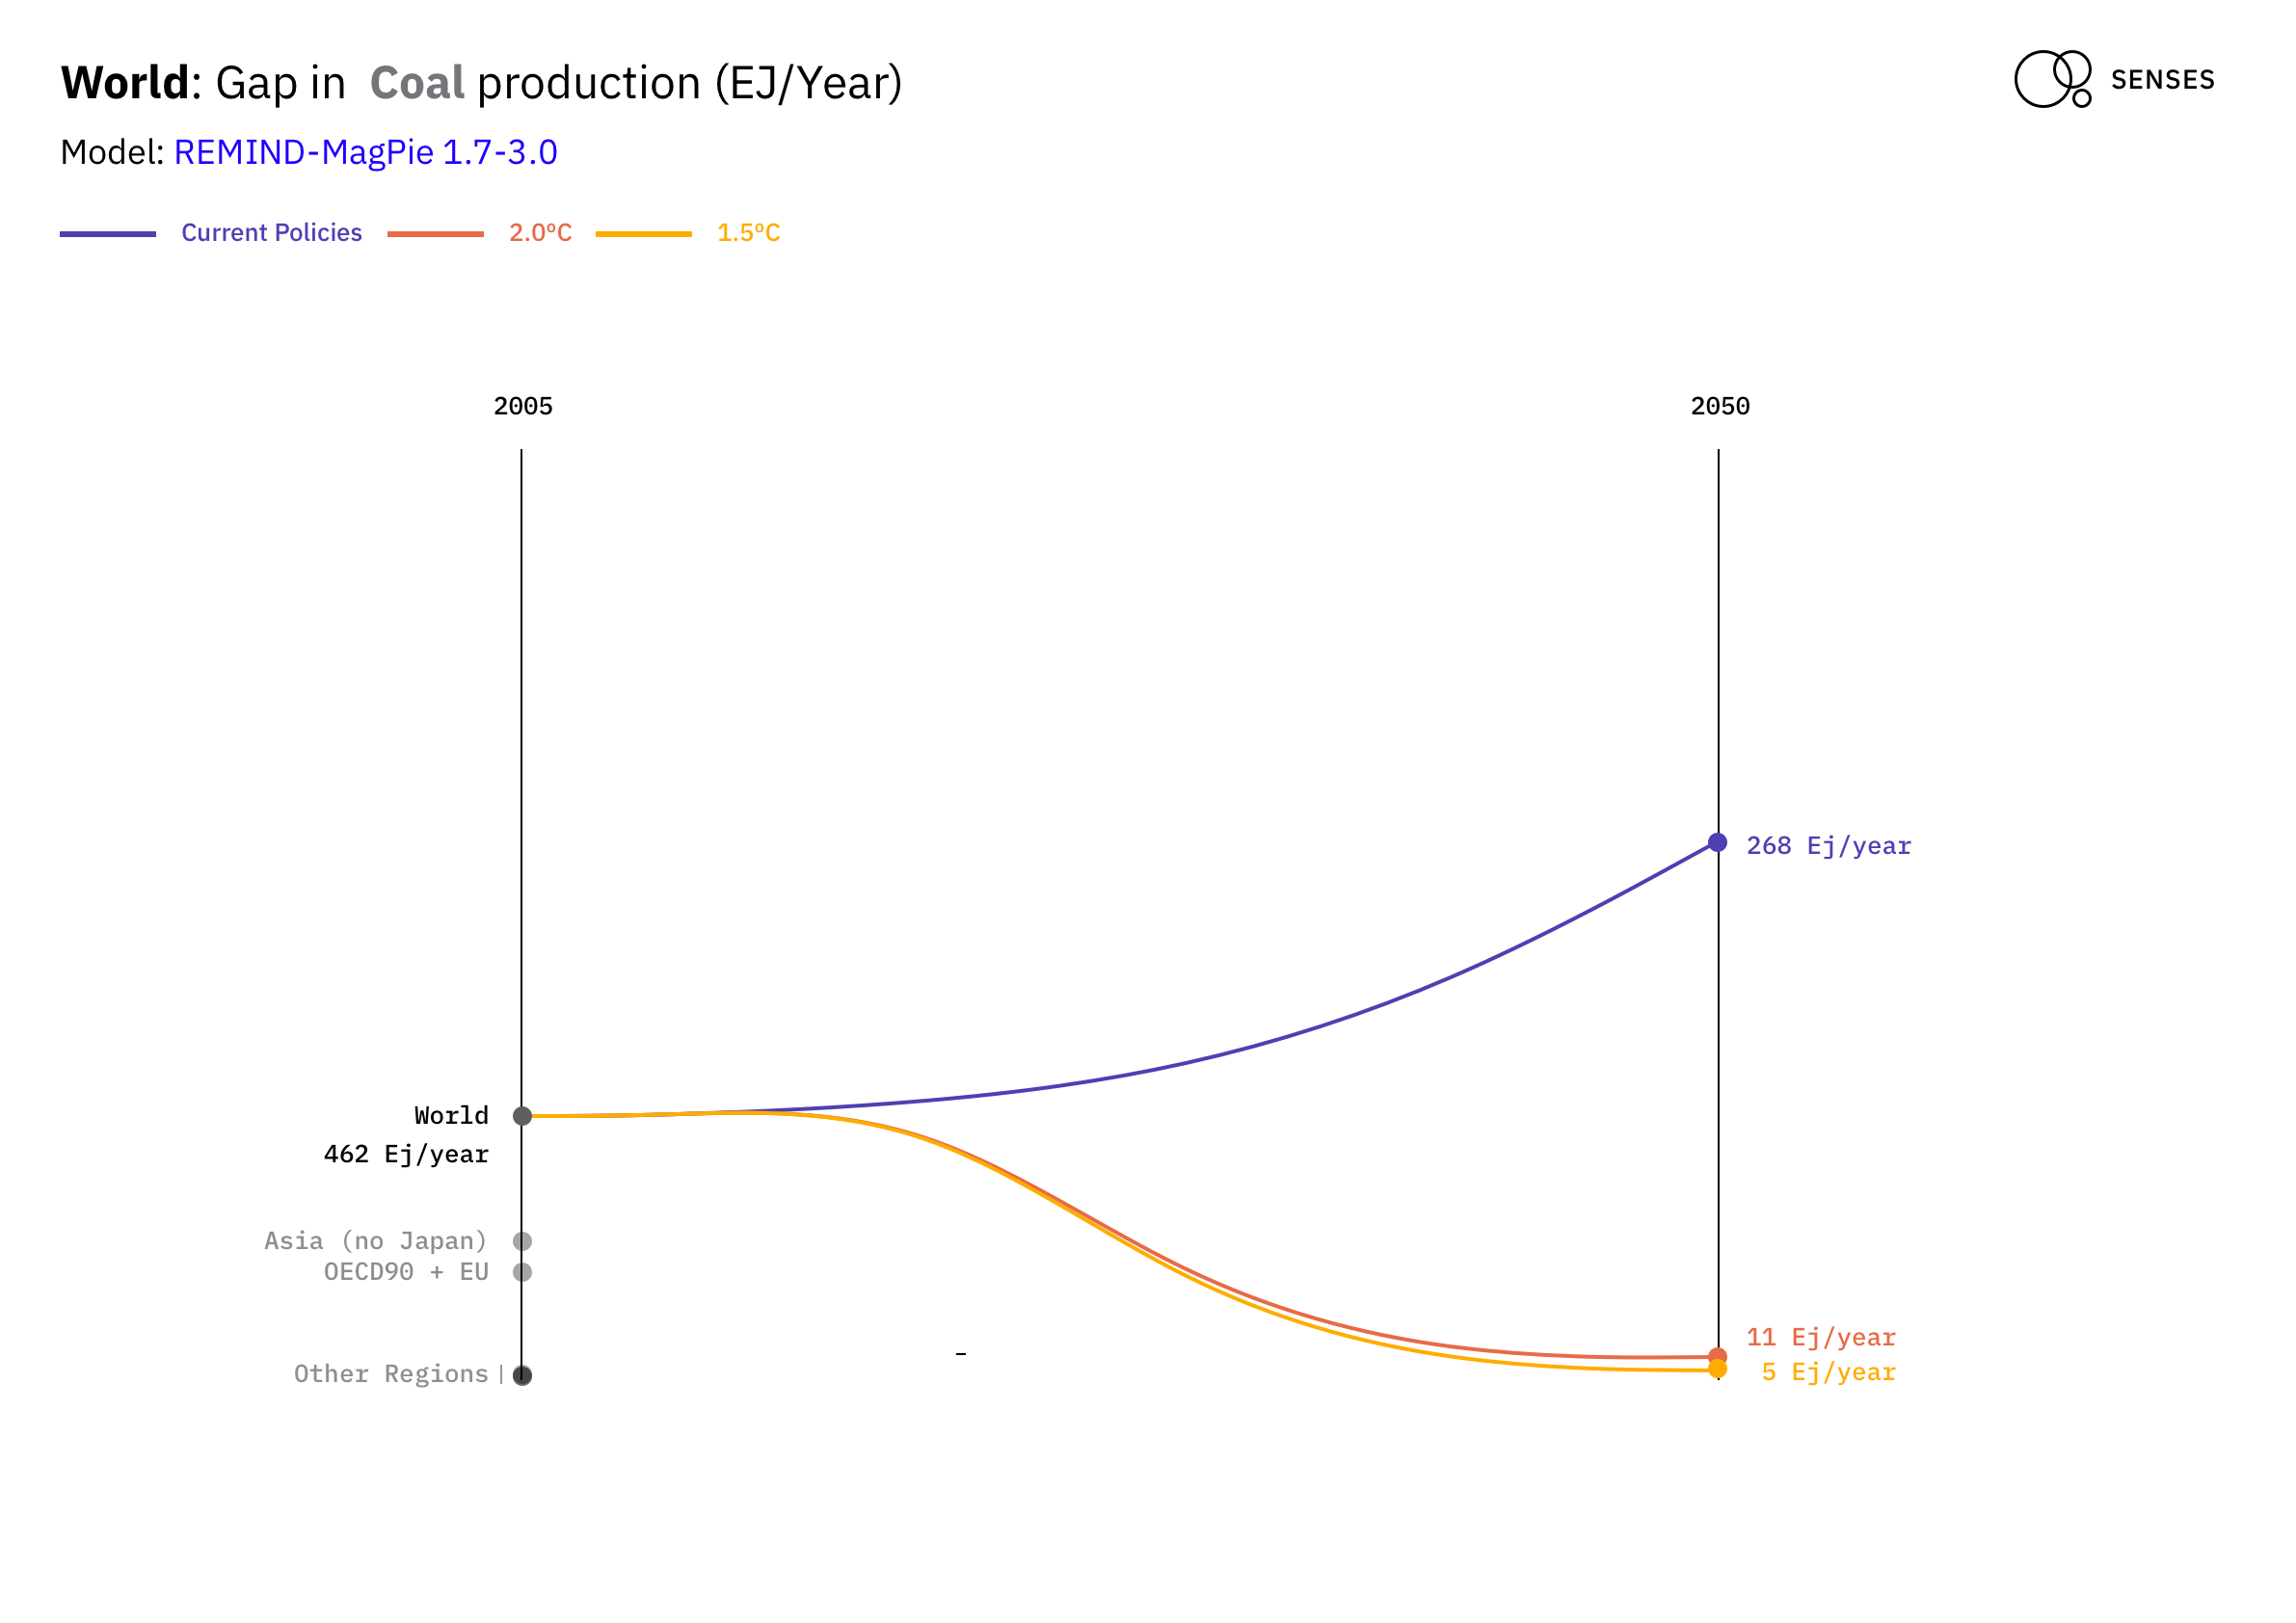 World: Gap in Coal production (EJ/Year)
SENSES
Model: REMIND-MagPie 1.7-3.0
Current Policies 2.0ºC 1.5ºC
2005 2050
268 Ej/year
World
462 Ej/year
Asia (no Japan)
OECD90 + EU
11 Ej/year
Other Regions
5 Ej/year